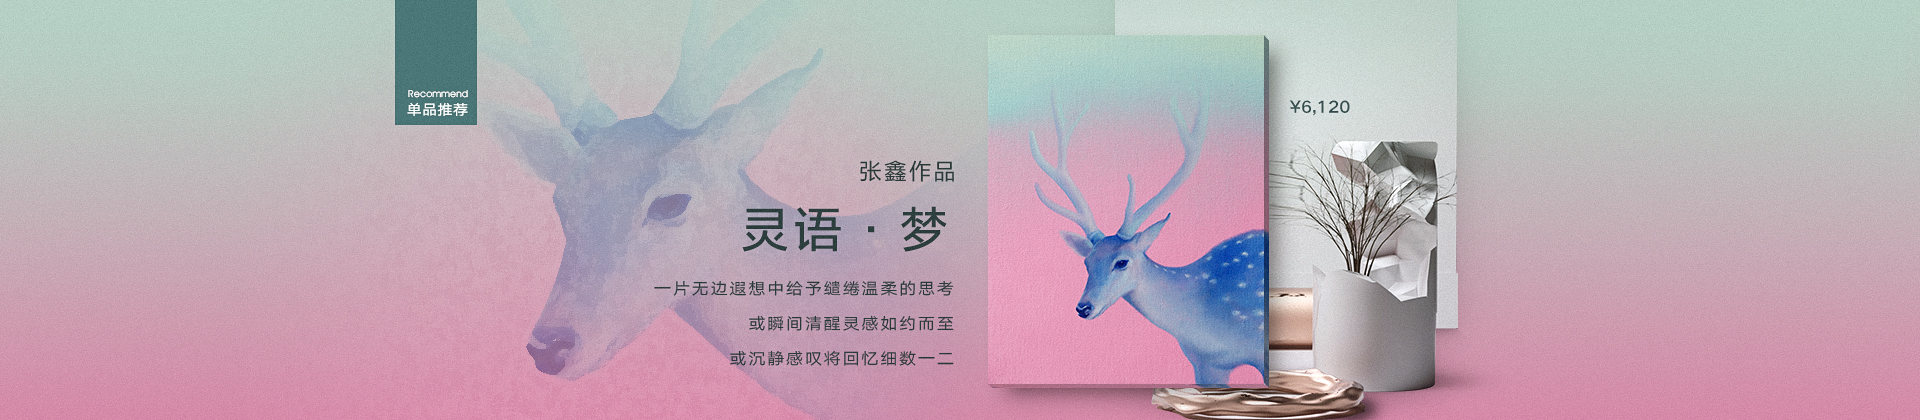 Recommend
单品推荐
张鑫作品
灵语·梦
一片无边遐想中给予缱绻温柔的思考
或瞬间清醒灵感如约而至
或沉静感叹将回忆细数一二
¥6,120